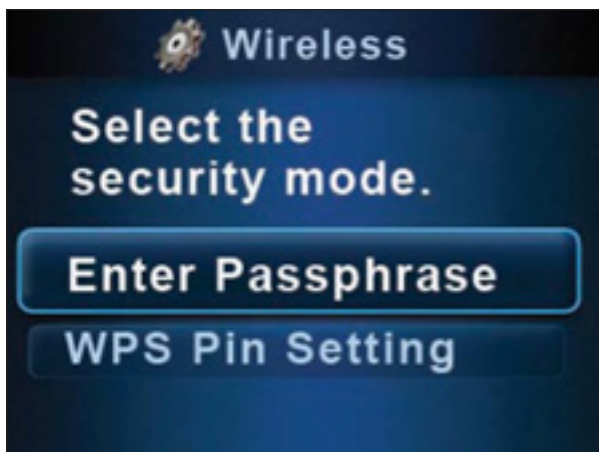 Wireless
Select the
security mode.
Enter Passphrase
WPS Pin Setting